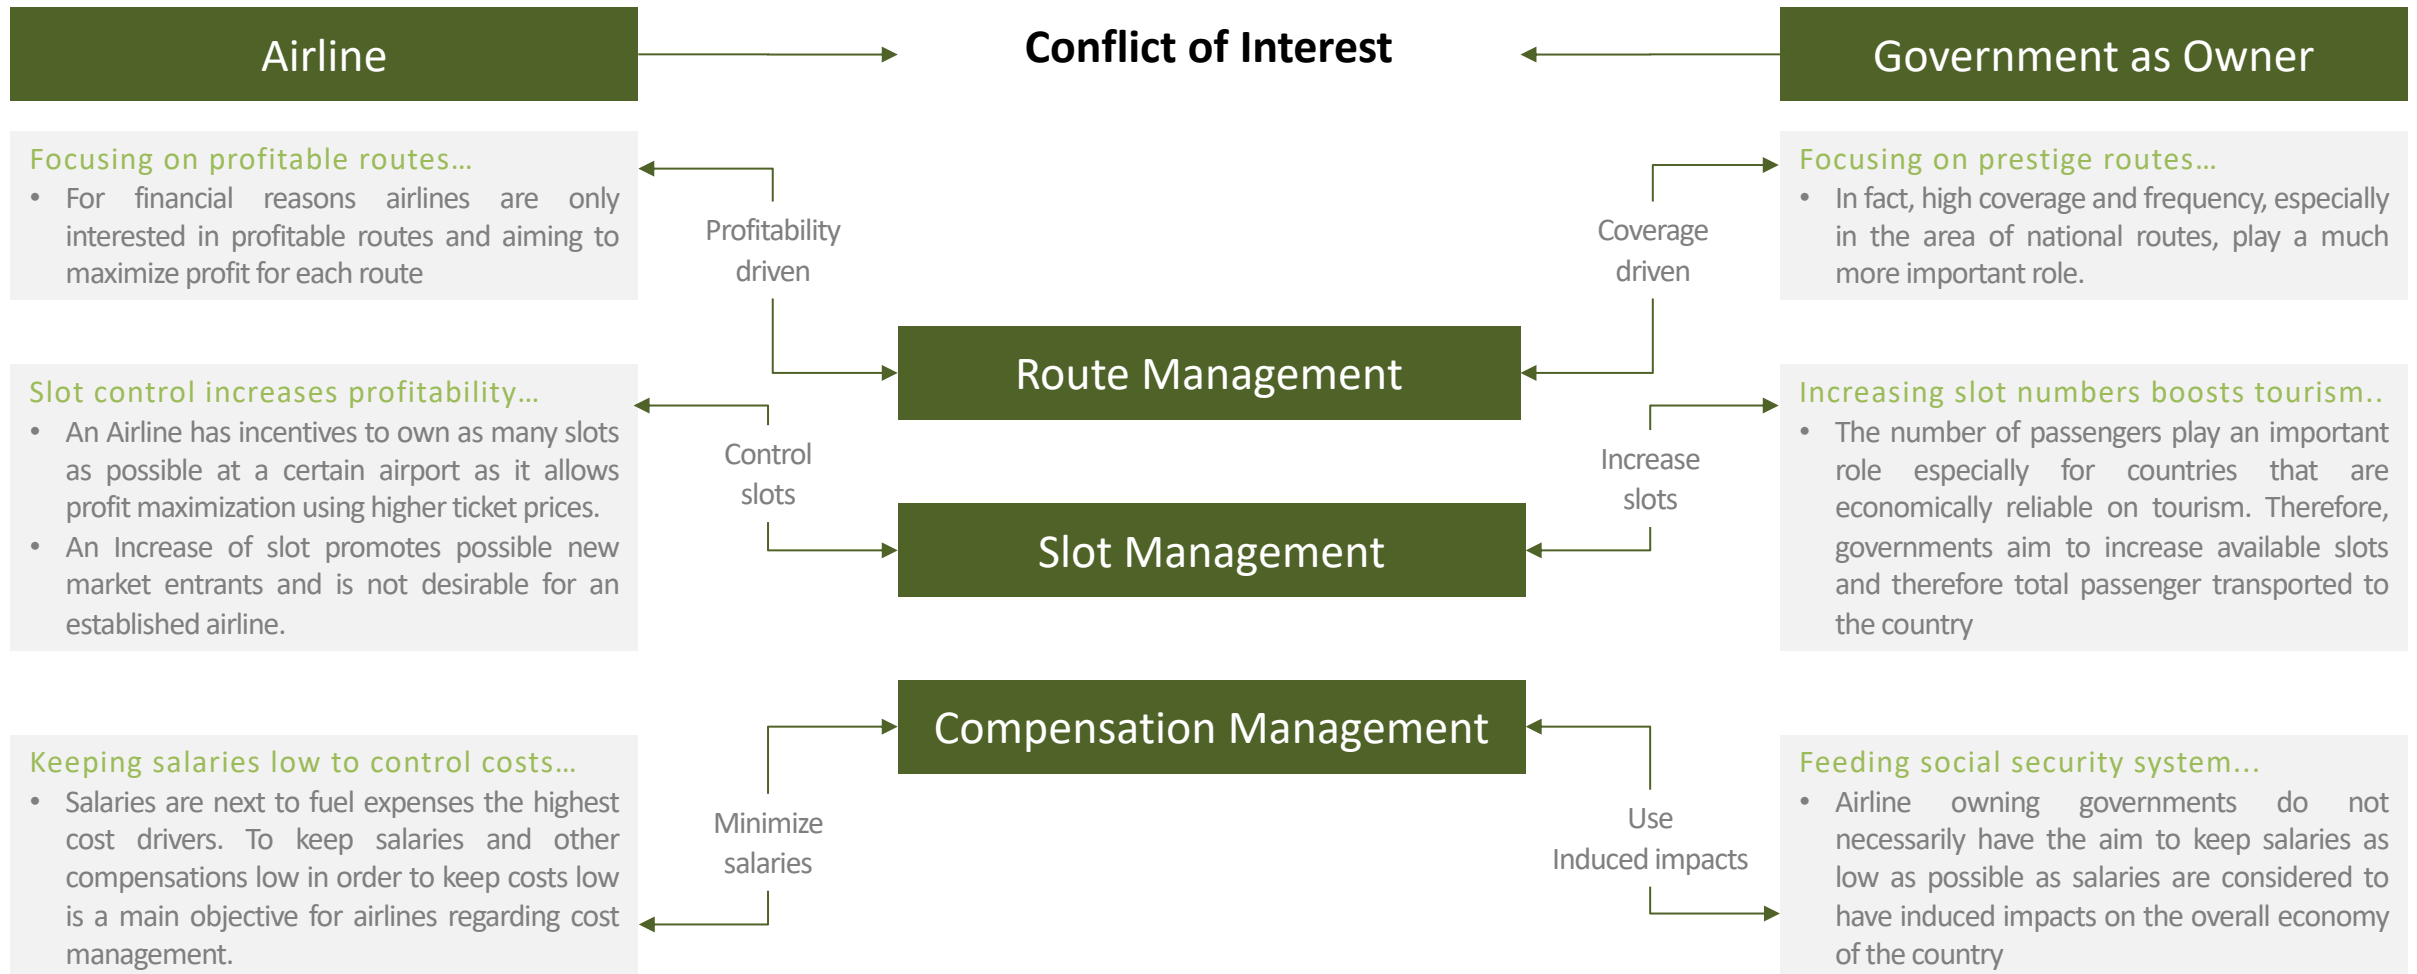 Airline
Conflict of Interest
Government as Owner
Focusing on profitable routes…
• For financial reasons airlines are only
interested in profitable routes and aiming to
maximize profit for each route
Profitability
driven
Coverage
driven
Focusing on prestige routes…
• In fact, high coverage and frequency, especially
in the area of national routes, play a much
more important role.
Route Management
Slot control increases profitability…
• An Airline has incentives to own as many slots
as possible at a certain airport as it allows
profit maximization using higher ticket prices.
• An Increase of slot promotes possible new
market entrants and is not desirable for an
established airline.
Control
slots
Increase
slots
Increasing slot numbers boosts tourism..
• The number of passengers play an important
role especially for countries that are
economically reliable on tourism. Therefore,
governments aim to increase available slots
and therefore total passenger transported to
the country
Slot Management
Compensation Management
Keeping salaries low to control costs…
• Salaries are next to fuel expenses the highest
cost drivers. To keep salaries and other
compensations low in order to keep costs low
is a main objective for airlines regarding cost
management.
Minimize
salaries
Use
Induced impacts
Feeding social security system...
• Airline owning governments do not
necessarily have the aim to keep salaries as
low as possible as salaries are considered to
have induced impacts on the overall economy
of the country